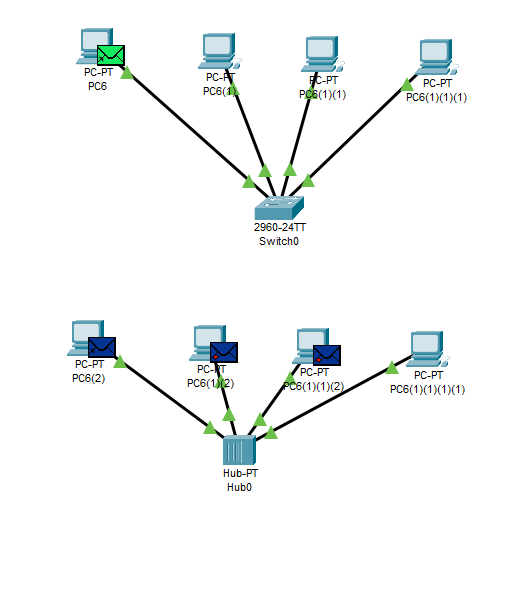 PC-PT
PC6
PC-PT
PC6(1)
PC-PT
PC6(1)(1)
PC-PT
PC6(1)(1)(1)
2960-24TT
Switch0
PC-PT
PC6(2)
PC-PT
PC6(1)(2)
PC-PT
PC6(1)(1)(2)
PC-PT
PC6(1)(1)(1)(1)
Hub-PT
Hub0